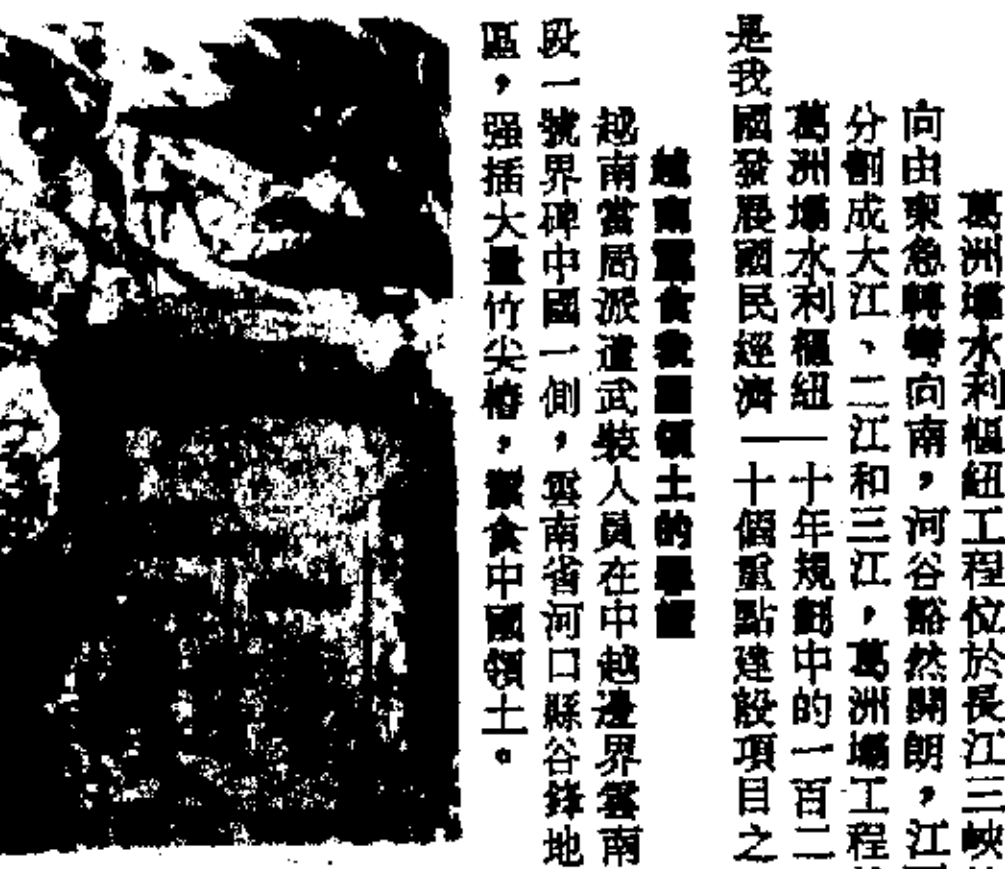 葛洲壩水利樞紐工程位於長江三峽
向由東急轉彎向南，河谷豁然開朗，江
分割成大江、二江和三江，葛洲壩工程
葛洲壩水利樞紐——十年規劃中的一百二
是我國發展國民經濟十個重點建設項目之
越南蠶食我國領土的罪證
越南當局派遣武裝人員在中越邊界雲南
段一號界碑中國一側，雲南省河口縣谷鋒地
區，强插大量竹尖樁，蠶食中國領土。